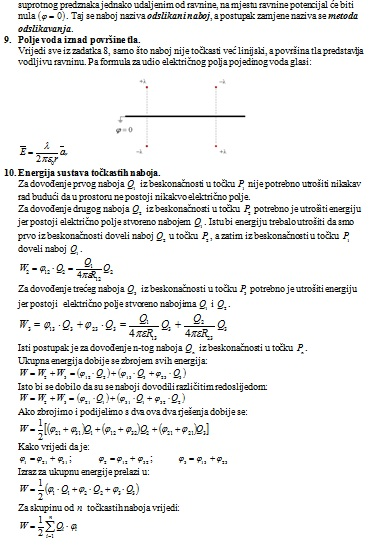 suprotnog predznaka jednako udaljenim od ravnine, na mjestu ravnine potencijal će biti
nula (φ = 0). Taj se naboj naziva odslikani naboj, a postupak zamjene naziva se metoda
odslikavanja.
9. Polje voda iznad površine tla.
Vrijedi sve iz zadatka 8, samo što naboj nije točkasti već linijski, a površina tla predstavlja
vodljivu ravninu. Pa formula za udio električnog polja pojedinog voda glasi:
+λ +λ
φ = 0
-λ -λ
E = λ / 2πεr · a_r
10. Energija sustava točkastih naboja.
Za dovođenje prvog naboja Q₁ iz beskonačnosti u točku P₁ nije potrebno utrošiti nikakav
rad budući da u prostoru ne postoji nikakvo električno polje.
Za dovođenje drugog naboja Q₂ iz beskonačnosti u točku P₂ potrebno je utrošiti energiju
jer postoji električno polje stvoreno nabojem Q₁. Istu bi energiju trebalo utrošiti da smo
prvo iz beskonačnosti doveli naboj Q₂ u točku P₂, a zatim iz beskonačnosti u točku P₁
doveli naboj Q₁.
W₂ = φ₁₂ · Q₂ = Q₁ / 4πεR₁₂ Q₂
Za dovođenje trećeg naboja Q₃ iz beskonačnosti u točku P₃ potrebno je utrošiti energiju
jer postoji električno polje stvoreno nabojima Q₁ i Q₂.
W₃ = φ₁₃ · Q₃ + φ₂₃ · Q₃ = Q₁ / 4πεR₁₃ Q₃ + Q₂ / 4πεR₂₃ Q₃
Isti postupak je za dovođenje n-tog naboja Qₙ iz beskonačnosti u točku Pₙ.
Ukupna energija dobije se zbrojem svih energija:
W = W₂ + W₃ = (φ₁₂ · Q₂) + (φ₁₃ · Q₃ + φ₂₃ · Q₃)
Isto bi se dobilo da su se naboji dovodili različitim redoslijedom:
W = W₂ + W₃ = (φ₂₁ · Q₁) + (φ₃₁ · Q₁ + φ₃₂ · Q₂)
Ako zbrojimo i podijelimo s dva ova dva rješenja dobije se:
W = 1/2 [(φ₂₁ + φ₃₁)Q₁ + (φ₁₂ + φ₃₂)Q₂ + (φ₂₁ + φ₃₁)Q₃]
Kako vrijedi da je:
φ₁ = φ₂₁ + φ₃₁; φ₂ = φ₁₂ + φ₃₂; φ₃ = φ₁₃ + φ₂₃
Izraz za ukupnu energije prelazi u:
W = 1/2 (φ₁ · Q₁ + φ₂ · Q₂ + φ₃ · Q₃)
Za skupinu od n točkastih naboja vrijedi:
W = 1/2 ∑ⁿᵢ₌₁ Qᵢ · φᵢ